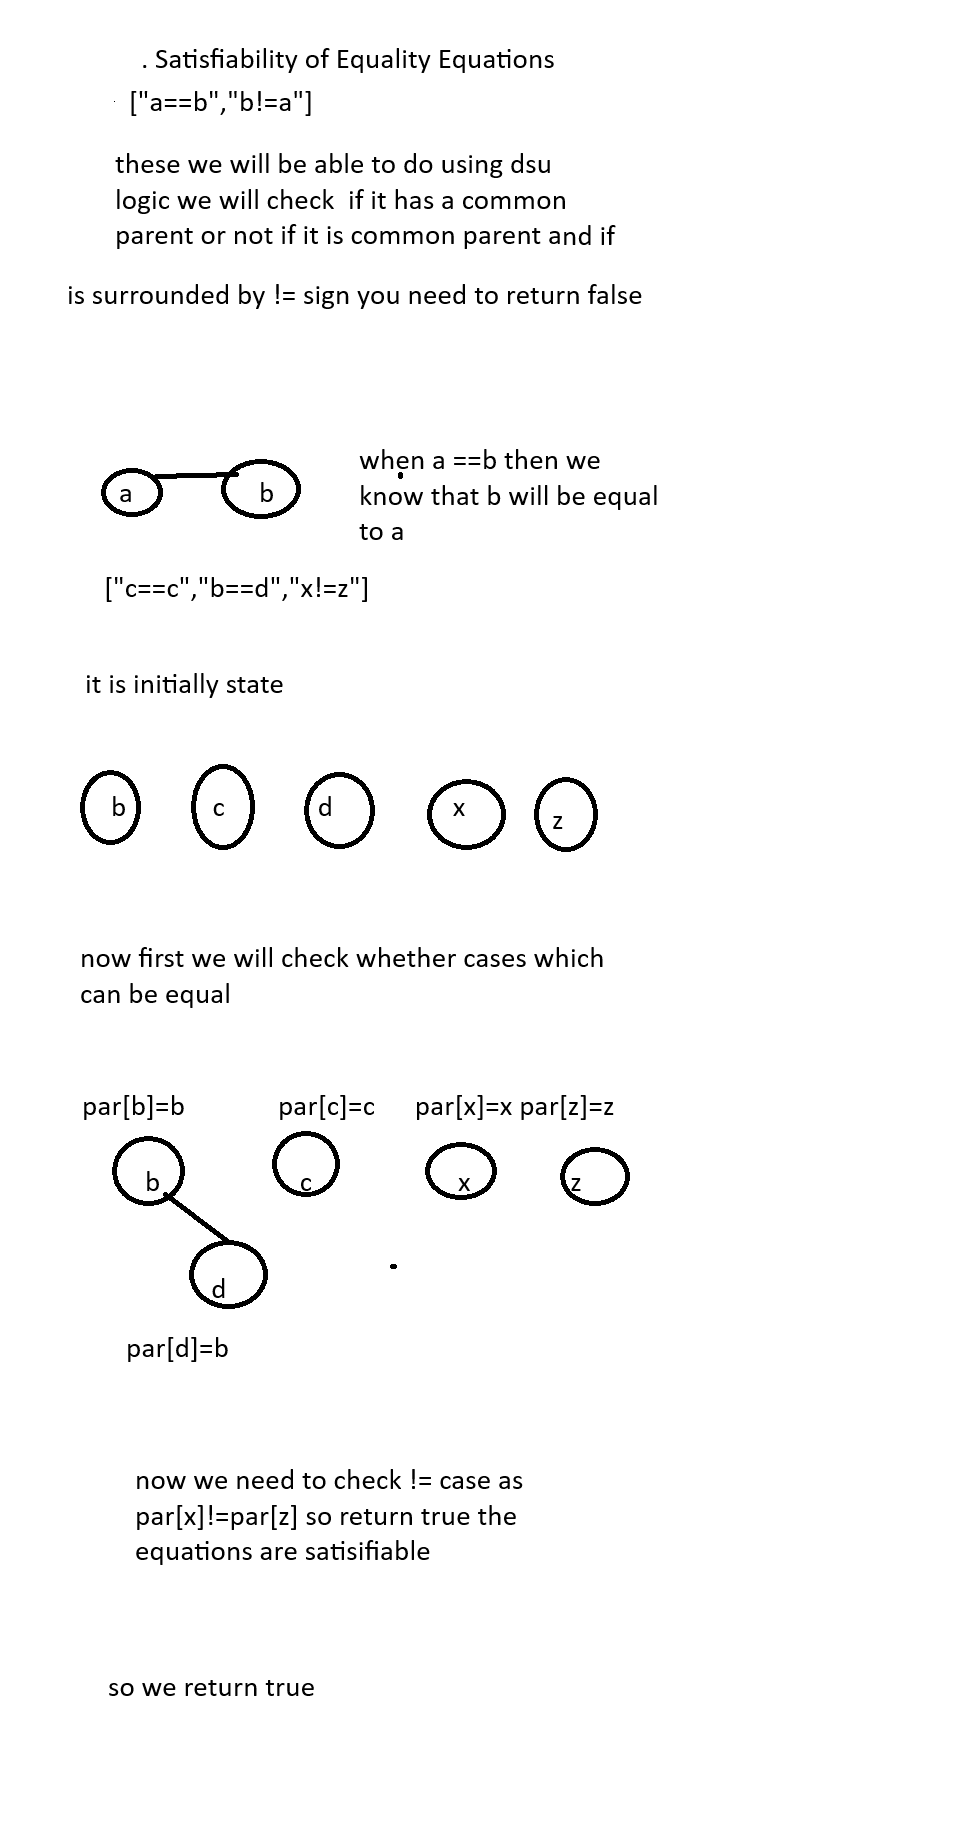 . Satisfiability of Equality Equations
["a==b","b!=a"]
these we will be able to do using dsu
logic we will check  if it has a common
parent or not if it is common parent and if
is surrounded by != sign you need to return false
a
b
when a ==b then we
know that b will be equal
to a
["c==c","b==d","x!=z"]
it is initially state
b
c
d
x
z
now first we will check whether cases which
can be equal
par[b]=b
par[c]=c
par[x]=x par[z]=z
b
c
x
z
d
par[d]=b
now we need to check != case as
par[x]!=par[z] so return true the
equations are satisifiable
so we return true